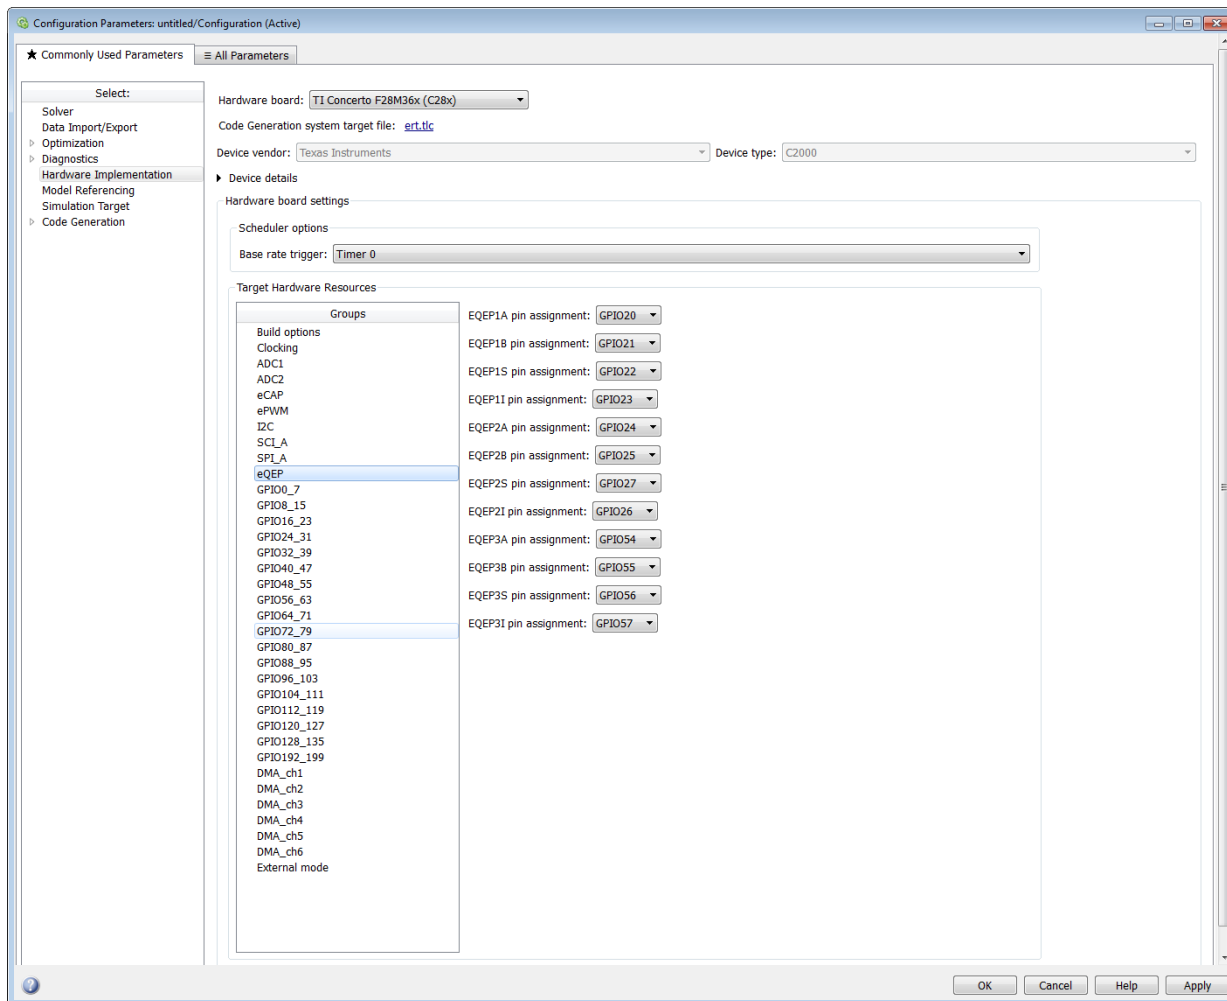 Configuration Parameters: untitled/Configuration (Active)
★ Commonly Used Parameters
≡ All Parameters
Select:
Solver
Data Import/Export
Optimization
Diagnostics
Hardware Implementation
Model Referencing
Simulation Target
Code Generation
Hardware board: TI Concerto F28M36x (C28x)
Code Generation system target file: ert.tlc
Device vendor: Texas Instruments
Device type: C2000
Device details
Hardware board settings
Scheduler options
Base rate trigger: Timer 0
Target Hardware Resources
Groups
Build options
Clocking
ADC1
ADC2
eCAP
ePWM
I2C
SCI_A
SPI_A
eQEP
GPIO0_7
GPIO8_15
GPIO16_23
GPIO24_31
GPIO32_39
GPIO40_47
GPIO48_55
GPIO56_63
GPIO64_71
GPIO72_79
GPIO80_87
GPIO88_95
GPIO96_103
GPIO104_111
GPIO112_119
GPIO120_127
GPIO128_135
GPIO192_199
DMA_ch1
DMA_ch2
DMA_ch3
DMA_ch4
DMA_ch5
DMA_ch6
External mode
EQEP1A pin assignment: GPIO20
EQEP1B pin assignment: GPIO21
EQEP1S pin assignment: GPIO22
EQEP1I pin assignment: GPIO23
EQEP2A pin assignment: GPIO24
EQEP2B pin assignment: GPIO25
EQEP2S pin assignment: GPIO27
EQEP2I pin assignment: GPIO26
EQEP3A pin assignment: GPIO54
EQEP3B pin assignment: GPIO55
EQEP3S pin assignment: GPIO56
EQEP3I pin assignment: GPIO57
OK
Cancel
Help
Apply